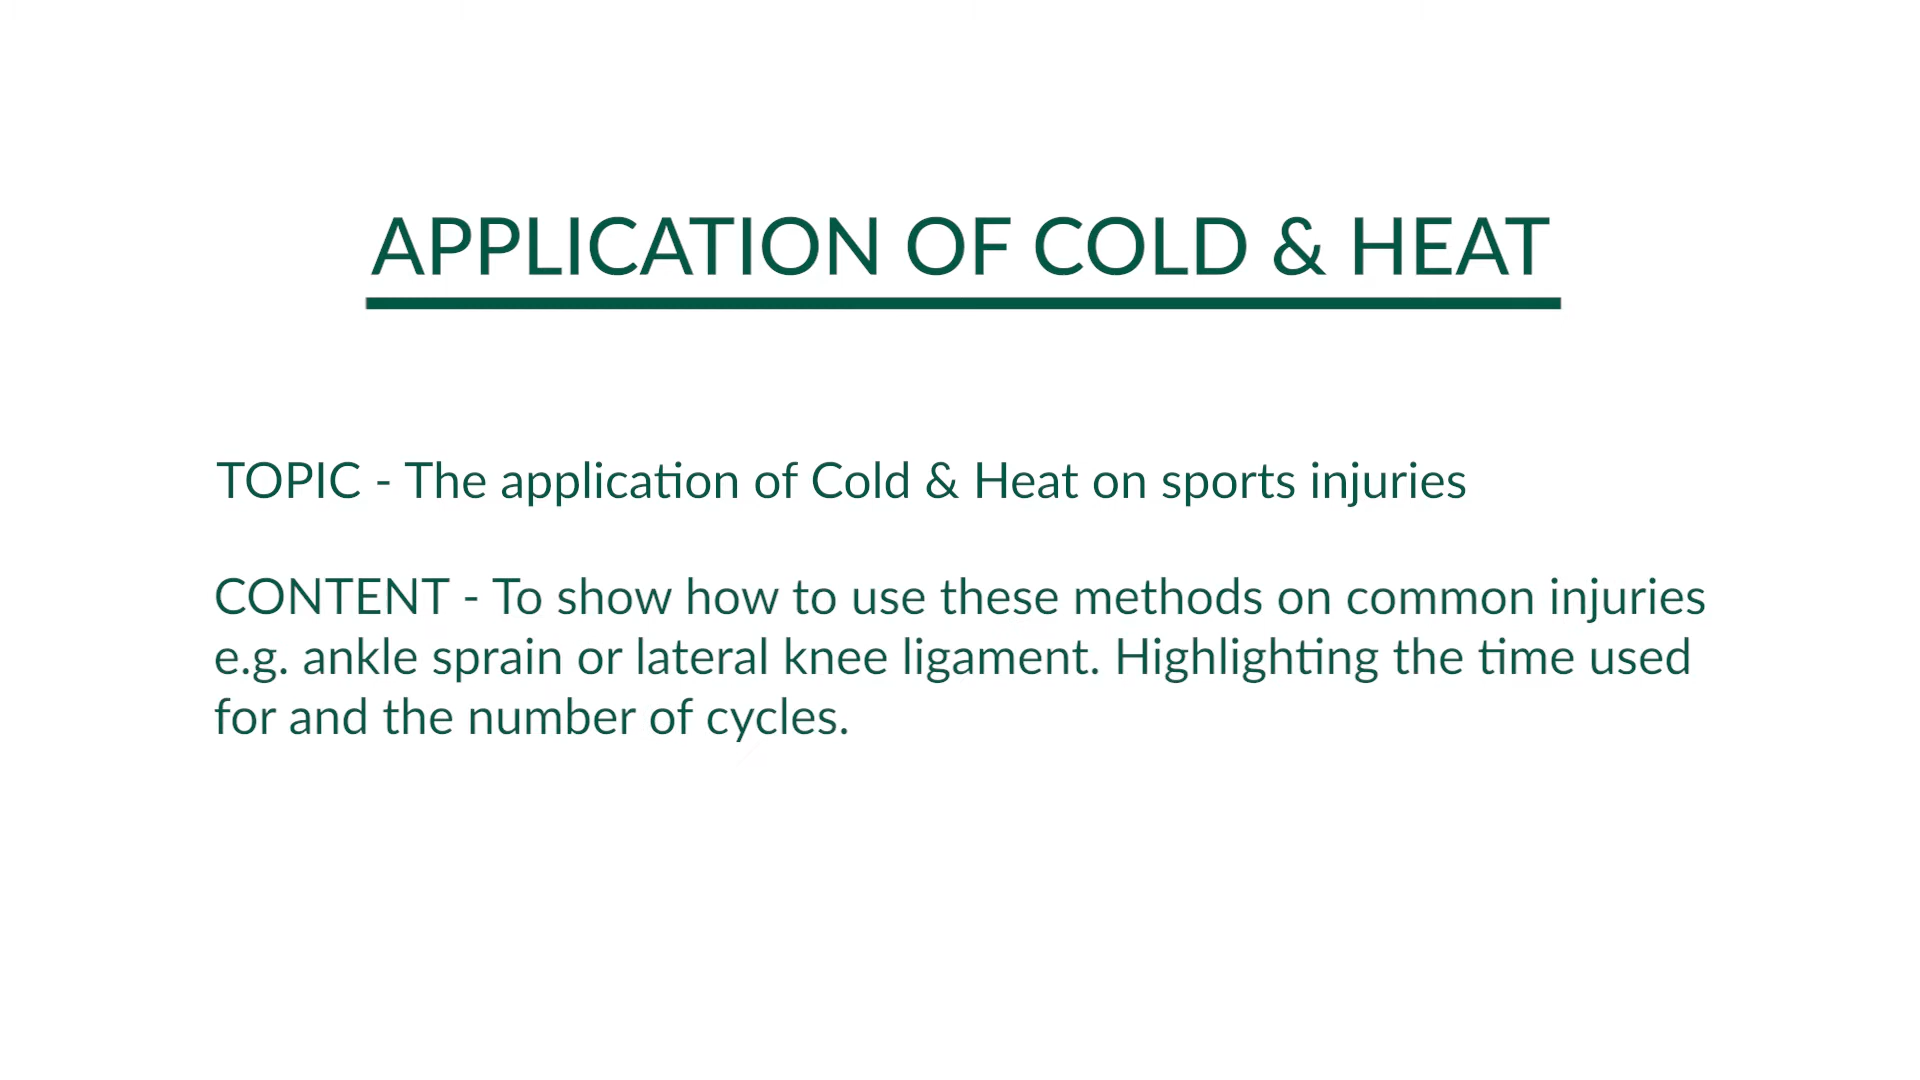 APPLICATION OF COLD & HEAT
TOPIC - The application of Cold & Heat on sports injuries
CONTENT - To show how to use these methods on common injuries
e.g. ankle sprain or lateral knee ligament. Highlighting the time used
for and the number of cycles.